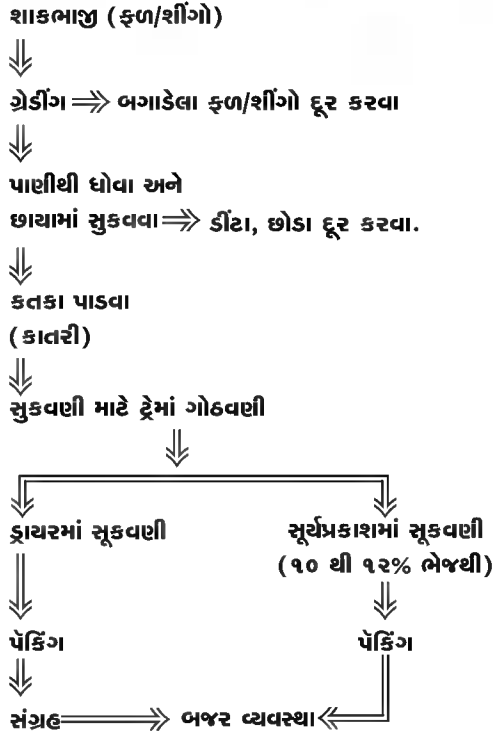 શાકભાજી (ફળ/શીંગો)
ગ્રેડીંગ બગાડેલા ફળ/શીંગો દૂર કરવા
પાણીથી ધોવા અને
છાયામાં સુકવવા ડીંટા, છોડા દૂર કરવા.
કતકા પાડવા
(કાતરી)
સુકવણી માટે ટ્રેમાં ગોઠવણી
ડ્રાયરમાં સૂકવણી સૂર્યપ્રકાશમાં સૂકવણી
(૧૦ થી ૧૨% ભેજથી)
પૅકિંગ પૅકિંગ
સંગ્રહ બજર વ્યવસ્થા